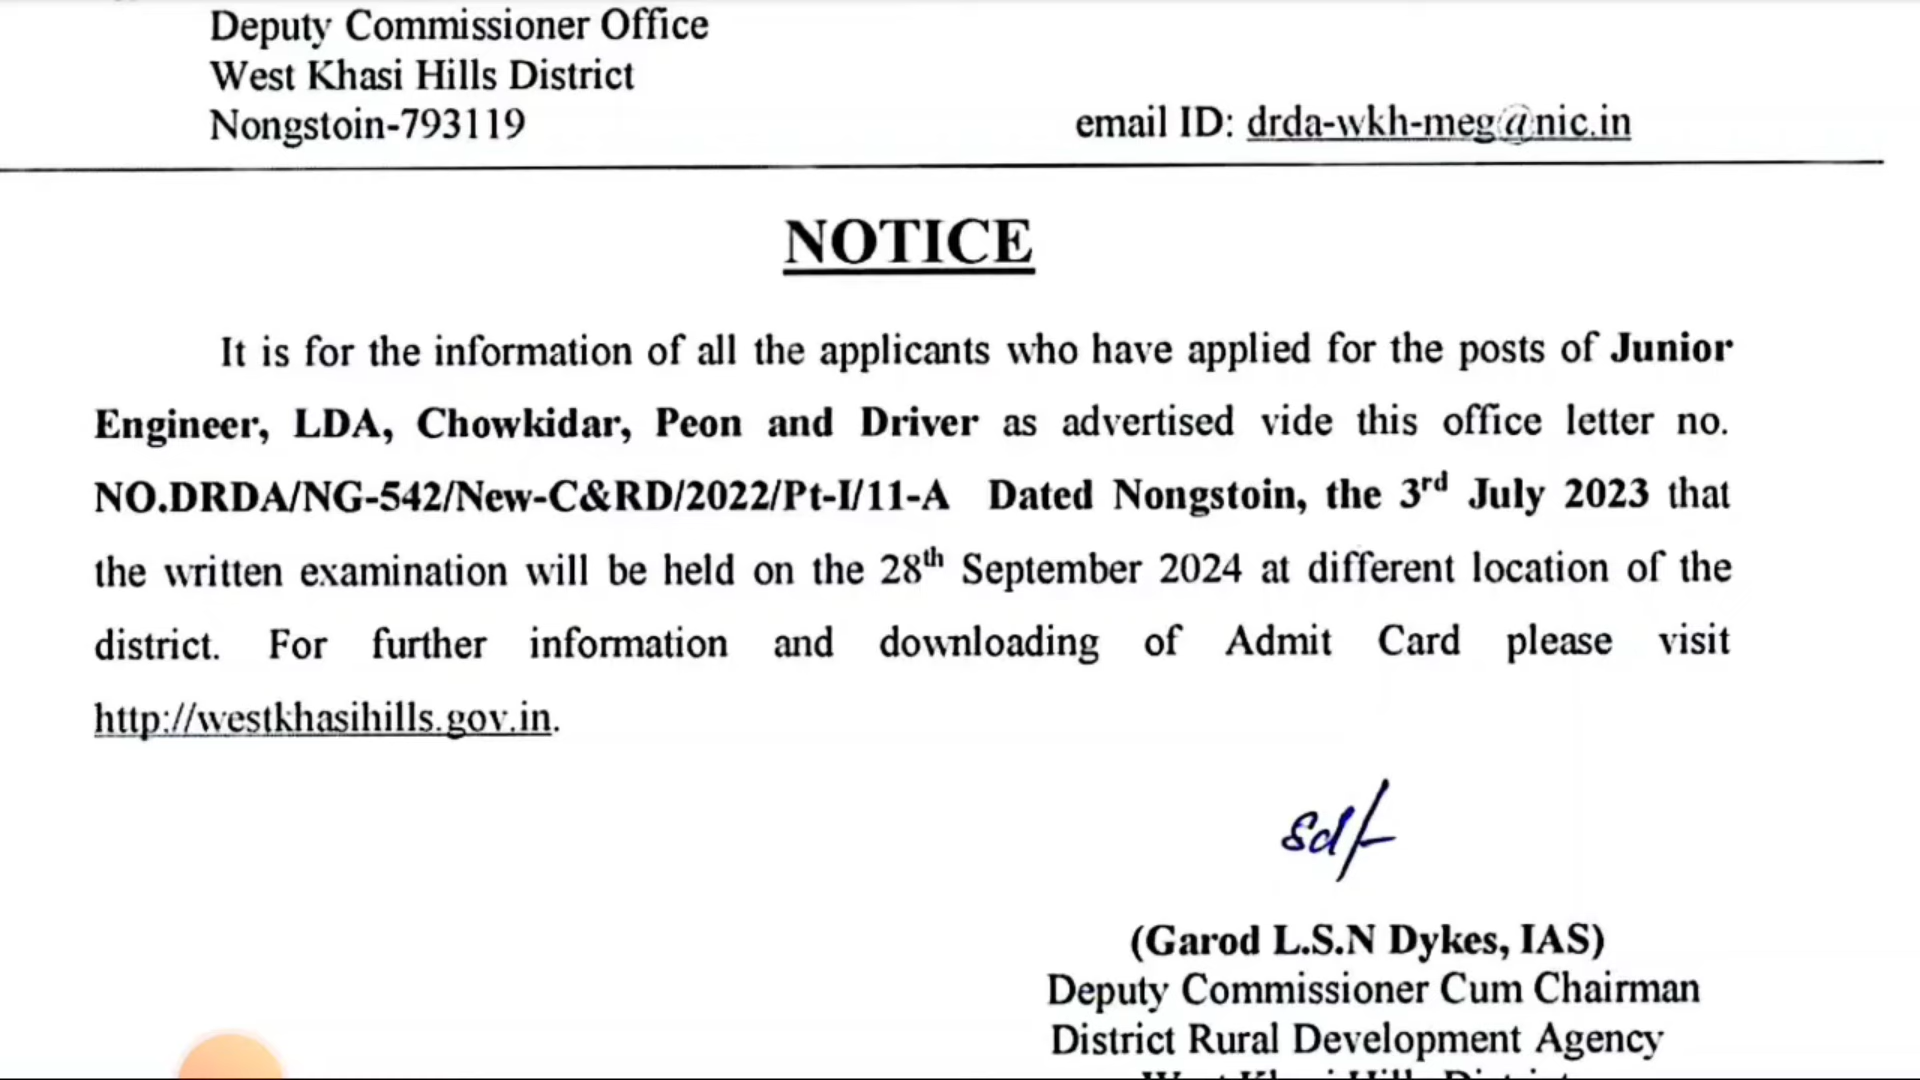 Deputy Commissioner Office
West Khasi Hills District
Nongstoin-793119
email ID: drda-wkh-meg@nic.in
NOTICE
It is for the information of all the applicants who have applied for the posts of Junior
Engineer, LDA, Chowkidar, Peon and Driver as advertised vide this office letter no.
NO.DRDA/NG-542/New-C&RD/2022/Pt-I/11-A Dated Nongstoin, the 3rd July 2023 that
the written examination will be held on the 28th September 2024 at different location of the
district. For further information and downloading of Admit Card please visit
http://westkhasihills.gov.in.
Sd/-
(Garod L.S.N Dykes, IAS)
Deputy Commissioner Cum Chairman
District Rural Development Agency